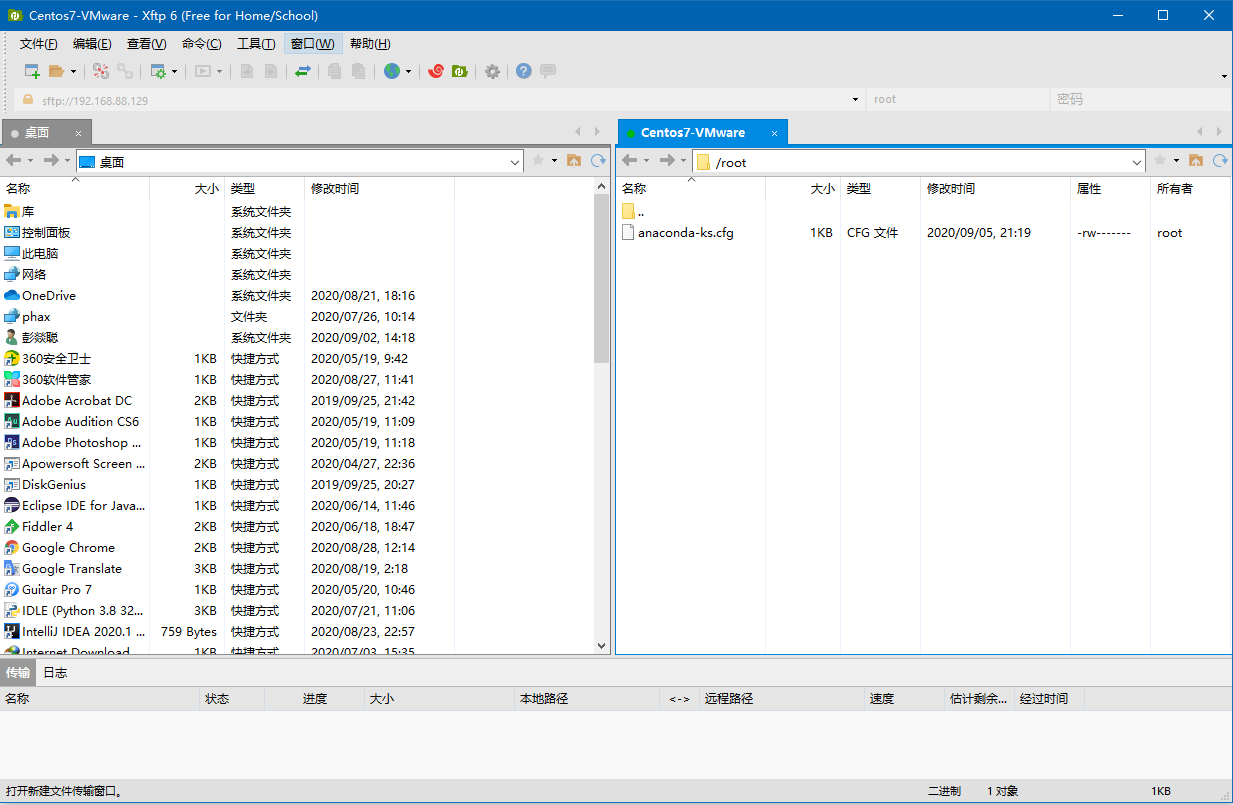 Centos7-VMware - Xftp 6 (Free for Home/School)
文件(F) 编辑(E) 查看(V) 命令(C) 工具(T) 窗口(W) 帮助(H)
sftp://192.168.88.129 root 密码
桌面 × Centos7-VMware ×
桌面 /root
名称 大小 类型 修改时间
库 系统文件夹
控制面板 系统文件夹
此电脑 系统文件夹
网络 系统文件夹
OneDrive 系统文件夹 2020/08/21, 18:16
phax 文件夹 2020/07/26, 10:14
彭燚聪 系统文件夹 2020/09/02, 14:18
360安全卫士 1KB 快捷方式 2020/05/19, 9:42
360软件管家 1KB 快捷方式 2020/08/27, 11:41
Adobe Acrobat DC 2KB 快捷方式 2019/09/25, 21:42
Adobe Audition CS6 1KB 快捷方式 2020/05/19, 11:09
Adobe Photoshop ... 1KB 快捷方式 2020/05/19, 11:18
Apowersoft Screen ... 2KB 快捷方式 2020/04/27, 22:36
DiskGenius 1KB 快捷方式 2019/09/25, 20:27
Eclipse IDE for Java... 1KB 快捷方式 2020/06/14, 11:46
Fiddler 4 2KB 快捷方式 2020/06/18, 18:47
Google Chrome 2KB 快捷方式 2020/08/28, 12:14
Google Translate 3KB 快捷方式 2020/08/19, 2:18
Guitar Pro 7 1KB 快捷方式 2020/05/20, 10:46
IDLE (Python 3.8 32... 3KB 快捷方式 2020/07/21, 11:06
IntelliJ IDEA 2020.1 ... 759 Bytes 快捷方式 2020/08/23, 22:57
Internet Download 1KB 快捷方式 2020/07/03, 15:35
名称 大小 类型 修改时间 属性 所有者
..
anaconda-ks.cfg 1KB CFG 文件 2020/09/05, 21:19 -rw------- root
传输 日志
名称 状态 进度 大小 本地路径 <-> 远程路径 速度 估计剩余... 经过时间
打开新建文件传输窗口。 二进制 1 对象 1KB